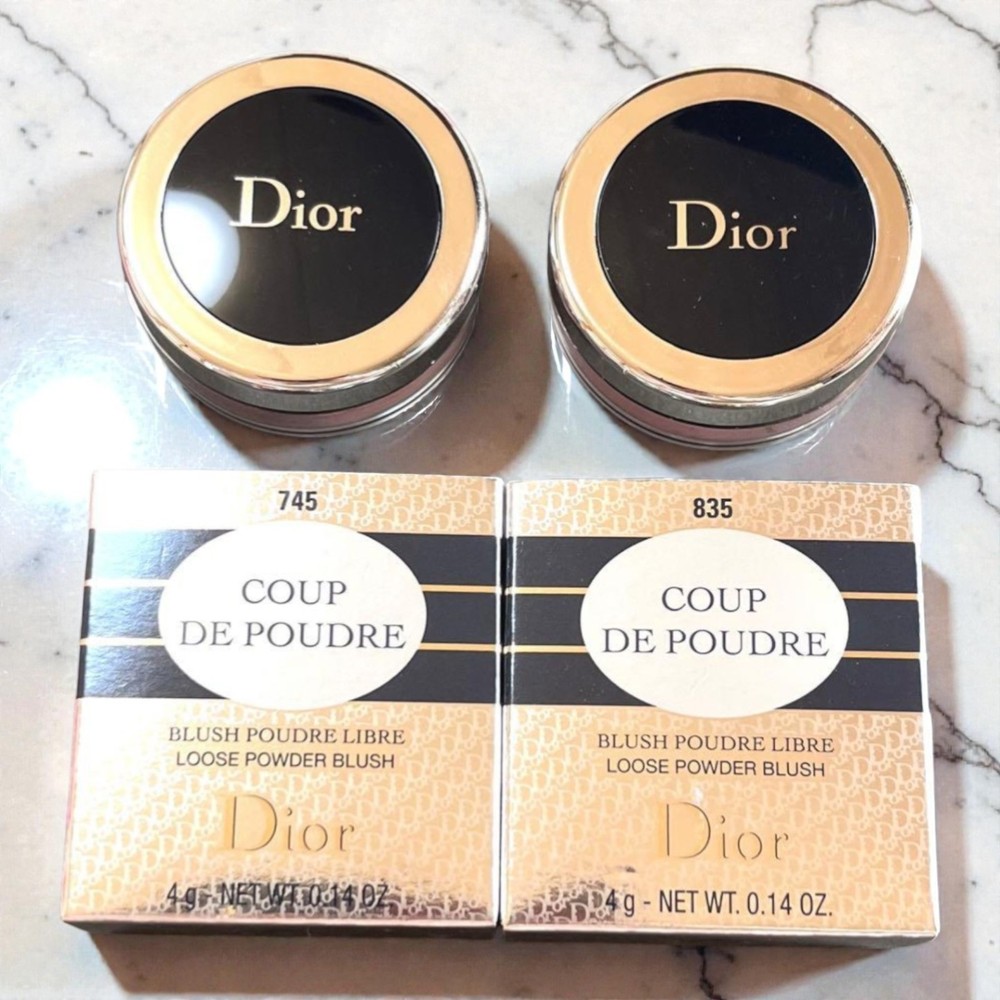 Dior
Dior
745
COUP
DE POUDRE
BLUSH POUDRE LIBRE
LOOSE POWDER BLUSH
Dior
4 g - NET WT. 0.14 OZ.
835
COUP
DE POUDRE
BLUSH POUDRE LIBRE
LOOSE POWDER BLUSH
Dior
4 g - NET WT. 0.14 OZ.